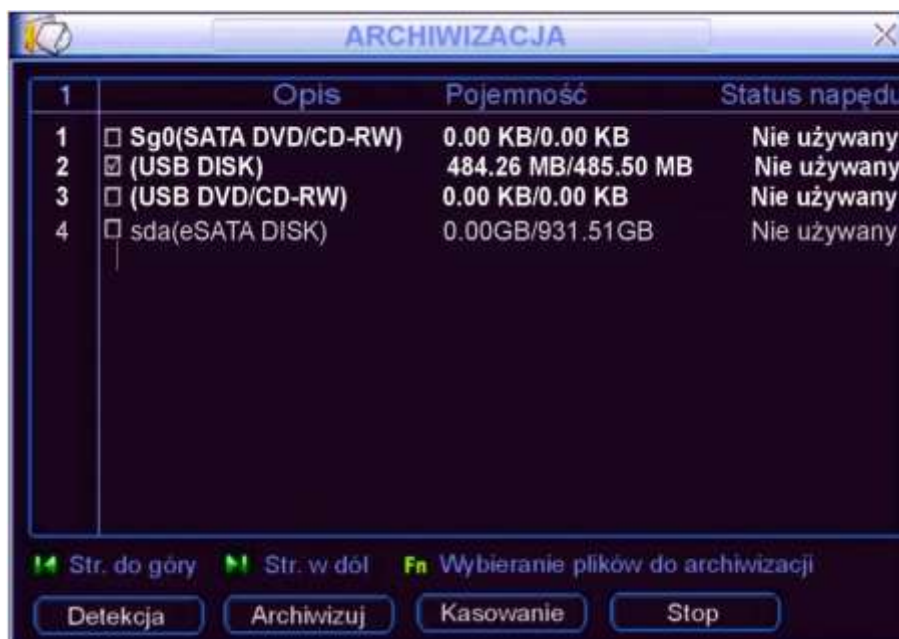 ARCHIWIZACJA
1 Opis Pojemność Status napędu
1 Sg0(SATA DVD/CD-RW) 0.00 KB/0.00 KB Nie używany
2 (USB DISK) 484.26 MB/485.50 MB Nie używany
3 (USB DVD/CD-RW) 0.00 KB/0.00 KB Nie używany
4 sda(eSATA DISK) 0.00GB/931.51GB Nie używany
Str. do góry Str. w dól Fn Wybieranie plików do archiwizacji
Detekcja Archiwizuj Kasowanie Stop